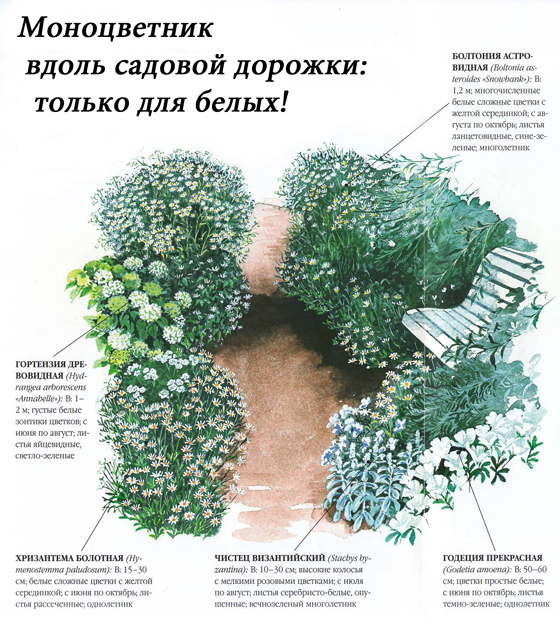 Моноцветник
вдоль садовой дорожки:
только для белых!
БОЛТОНИЯ АСТРО-
ВИДНАЯ (Boltonia as-
teroides «Snowbank»): В:
1,2 м; многочисленные
белые сложные цветки с
желтой серединкой; с ав-
густа по октябрь; листья
ланцетовидные, сине-зе-
леные; многолетник
ГОРТЕНЗИЯ ДРЕ-
ВОВИДНАЯ (Hyd-
rangea arborescens
«Annabelle»): В: 1–
2 м; густые белые
зонтики цветков; с
июня по август; ли-
стья яйцевидные,
светло-зеленые
ХРИЗАНТЕМА БОЛОТНАЯ (Hy-
menostemma paludosum): В: 15–30
см; белые сложные цветки с желтой
серединкой; с июня по октябрь; ли-
стья рассеченные; однолетник
ЧИСТЕЦ ВИЗАНТИЙСКИЙ (Stachys by-
zantina): В: 10–30 см; высокие колосья
с мелкими розовыми цветками; с июля
по август; листья серебристо-белые, опу-
шенные; вечнозеленый многолетник
ГОДЕЦИЯ ПРЕКРАСНАЯ
(Godetia amoena): В: 50–60
см; цветки простые белые;
с июня по октябрь; листья
темно-зеленые; однолетник